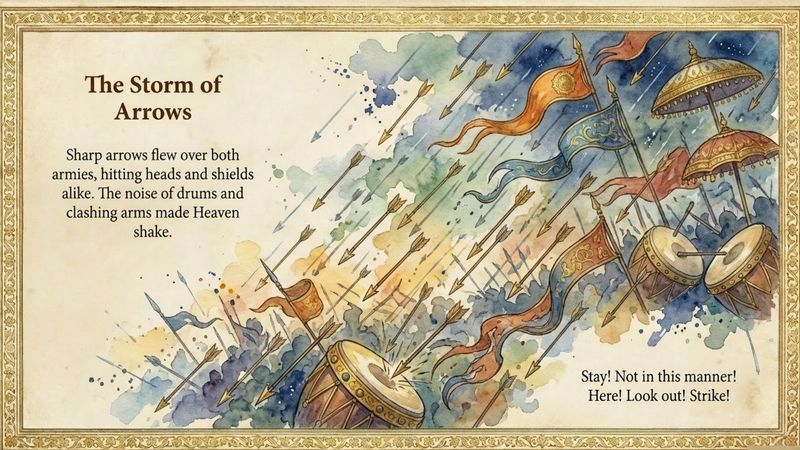 The Storm of
Arrows
Sharp arrows flew over both
armies, hitting heads and shields
alike. The noise of drums and
clashing arms made Heaven
shake.
Stay! Not in this manner!
Here! Look out! Strike!